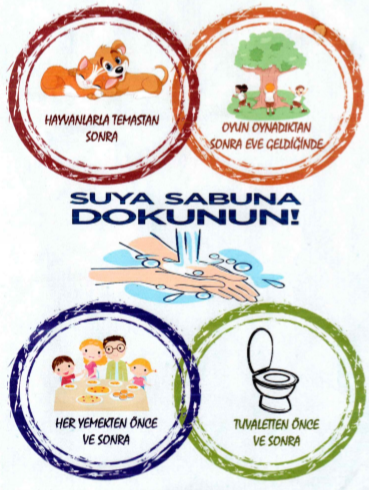 HAYVANLARLA TEMASTAN
SONRA
OYUN OYNADIKTAN
SONRA EVE GELDİĞİNDE
SUYA SABUNA
DOKUNUN!
HER YEMEKTEN ÖNCE
VE SONRA
TUVALETTEN ÖNCE
VE SONRA